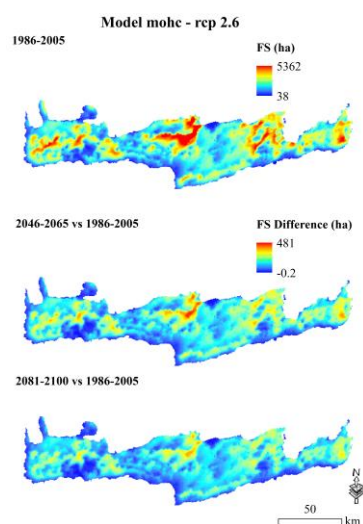 Model mohc - rcp 2.6
1986-2005
FS (ha)
5362
38
2046-2065 vs 1986-2005
FS Difference (ha)
481
-0.2
2081-2100 vs 1986-2005
N
50
km